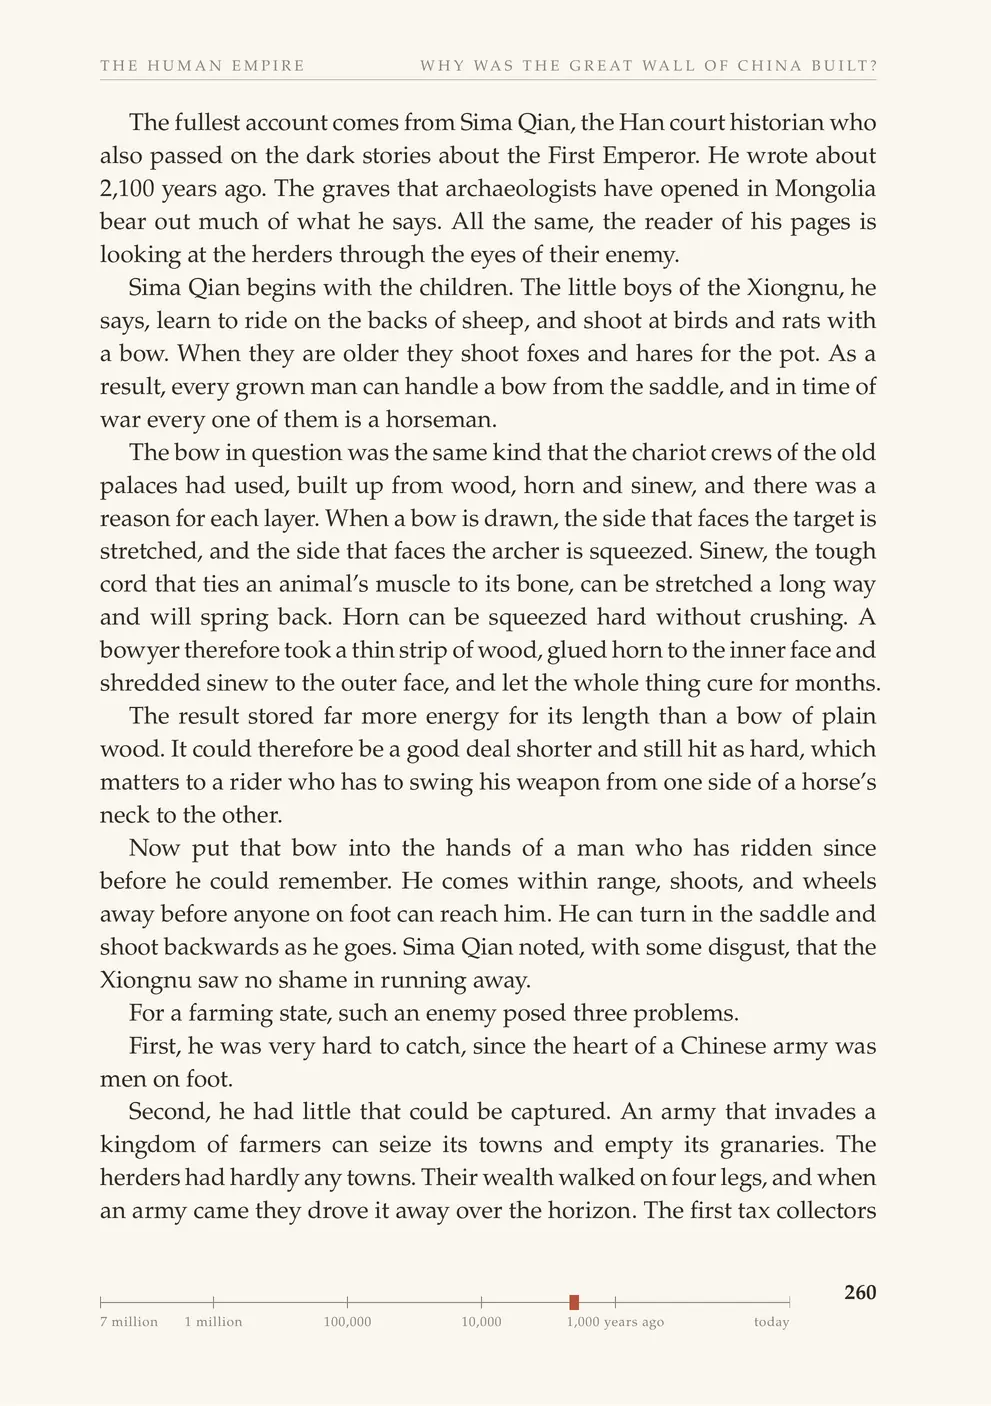 THE HUMAN EMPIRE
WHY WAS THE GREAT WALL OF CHINA BUILT?
The fullest account comes from Sima Qian, the Han court historian who
also passed on the dark stories about the First Emperor. He wrote about
2,100 years ago. The graves that archaeologists have opened in Mongolia
bear out much of what he says. All the same, the reader of his pages is
looking at the herders through the eyes of their enemy.
Sima Qian begins with the children. The little boys of the Xiongnu, he
says, learn to ride on the backs of sheep, and shoot at birds and rats with
a bow. When they are older they shoot foxes and hares for the pot. As a
result, every grown man can handle a bow from the saddle, and in time of
war every one of them is a horseman.
The bow in question was the same kind that the chariot crews of the old
palaces had used, built up from wood, horn and sinew, and there was a
reason for each layer. When a bow is drawn, the side that faces the target is
stretched, and the side that faces the archer is squeezed. Sinew, the tough
cord that ties an animal’s muscle to its bone, can be stretched a long way
and will spring back. Horn can be squeezed hard without crushing. A
bowyer therefore took a thin strip of wood, glued horn to the inner face and
shredded sinew to the outer face, and let the whole thing cure for months.
The result stored far more energy for its length than a bow of plain
wood. It could therefore be a good deal shorter and still hit as hard, which
matters to a rider who has to swing his weapon from one side of a horse’s
neck to the other.
Now put that bow into the hands of a man who has ridden since
before he could remember. He comes within range, shoots, and wheels
away before anyone on foot can reach him. He can turn in the saddle and
shoot backwards as he goes. Sima Qian noted, with some disgust, that the
Xiongnu saw no shame in running away.
For a farming state, such an enemy posed three problems.
First, he was very hard to catch, since the heart of a Chinese army was
men on foot.
Second, he had little that could be captured. An army that invades a
kingdom of farmers can seize its towns and empty its granaries. The
herders had hardly any towns. Their wealth walked on four legs, and when
an army came they drove it away over the horizon. The first tax collectors
260
7 million
1 million
100,000
10,000
1,000 years ago
today